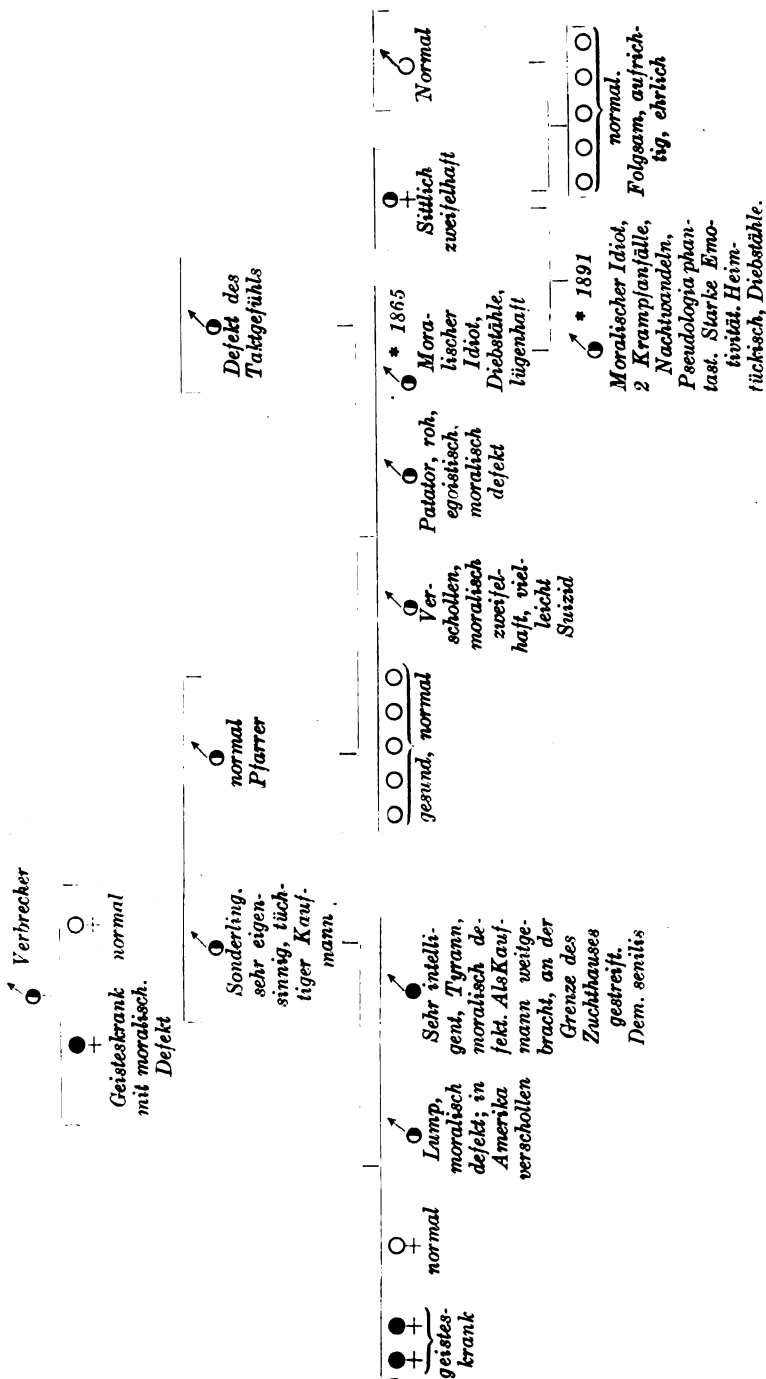 Verbrecher
Geisteskrank
mit moralisch.
Defekt
normal
Sonderling.
sehr eigen-
sinnig, tüch-
tiger Kauf-
mann
normal
Pfarrer
Defekt des
Taktgefühls
geistes-
krank
normal
Lump,
moralisch
defekt; in
Amerika
verschollen
Sehr intelli-
gent, Tyrann,
moralisch de-
fekt. Als Kauf-
mann weitge-
bracht, an der
Grenze des
Zuchthauses
gestreift.
Dem. senilis
gesund, normal
Ver-
schollen,
moralisch
zweifel-
haft, viel-
leicht
Suizid
Patator, roh,
egoistisch.
moralisch
defekt
* 1865
Mora-
lischer
Idiot,
Diebstähle,
lügenhaft
Sittlich
zweifelhaft
Normal
* 1891
Moralischer Idiot,
2 Krampfanfälle,
Nachtwandeln,
Pseudologia phan-
tast. Starke Emo-
tivität. Heim-
tückisch, Diebstähle.
normal.
Folgsam, aufrich-
tig, ehrlich